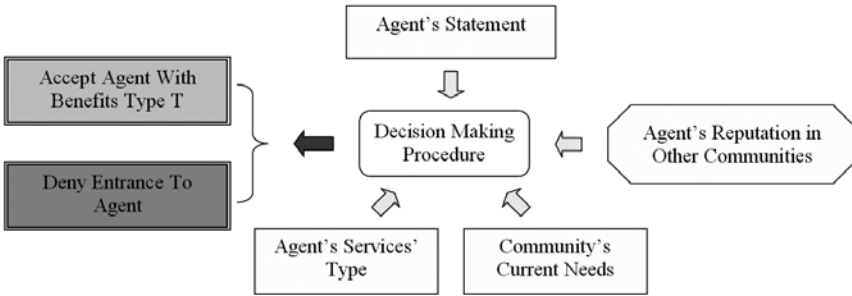 Agent's Statement
Accept Agent With
Benefits Type T
Decision Making
Procedure
Agent's Reputation in
Other Communities
Deny Entrance To
Agent
Agent's Services'
Type
Community's
Current Needs